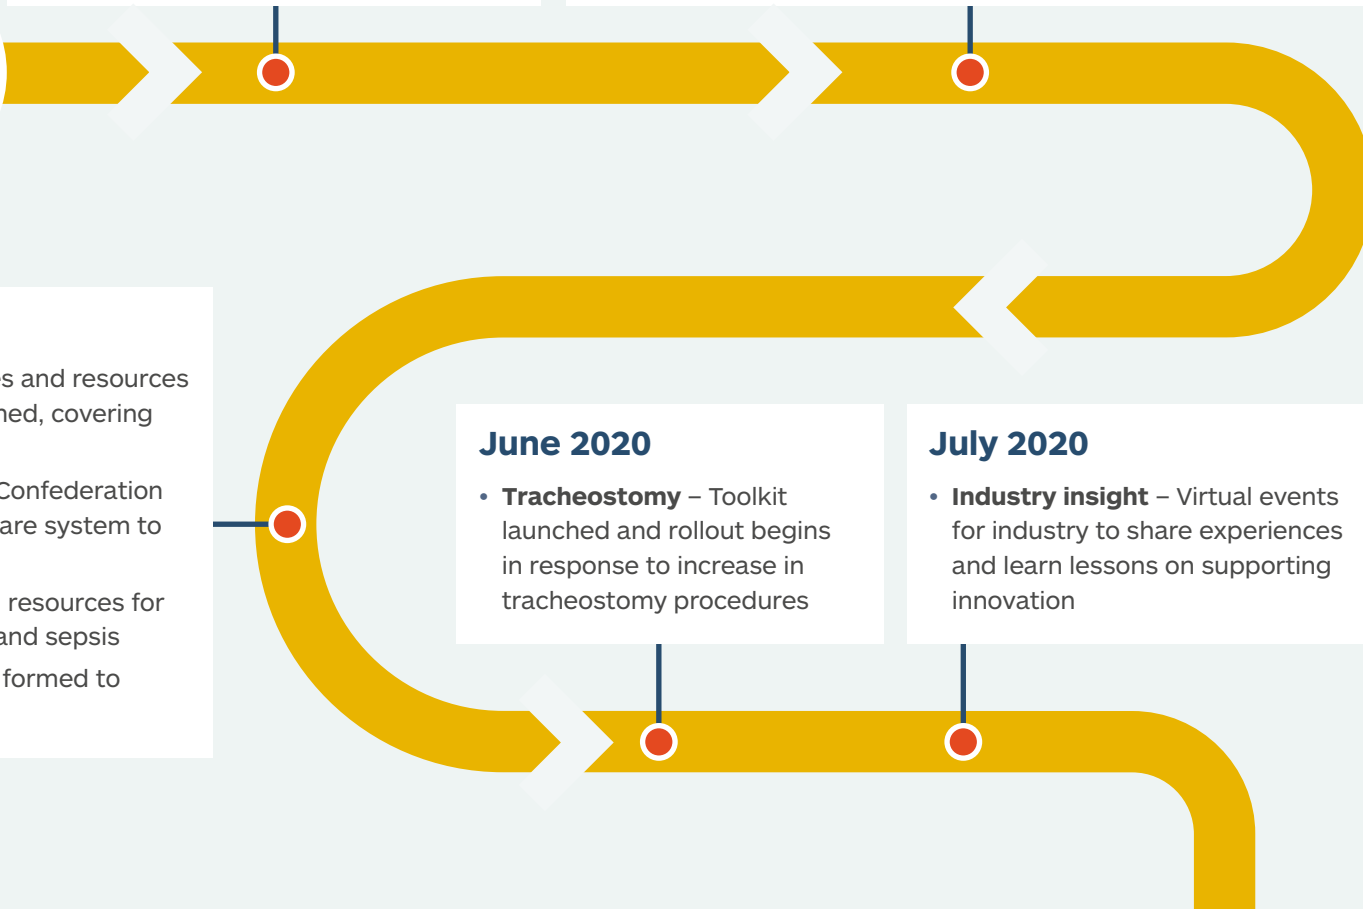 and resources
covering
Confederation
system to
resources for
and sepsis
formed to
June 2020
• Tracheostomy – Toolkit
launched and rollout begins
in response to increase in
tracheostomy procedures
July 2020
• Industry insight – Virtual events
for industry to share experiences
and learn lessons on supporting
innovation